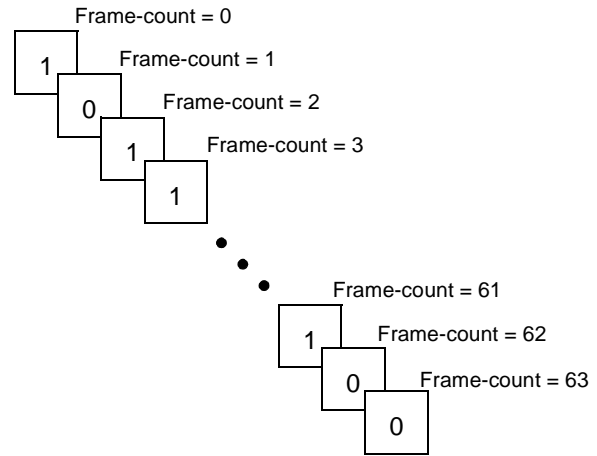 Frame-count = 0
1
Frame-count = 1
0
Frame-count = 2
1
Frame-count = 3
1
Frame-count = 61
1
Frame-count = 62
0
Frame-count = 63
0